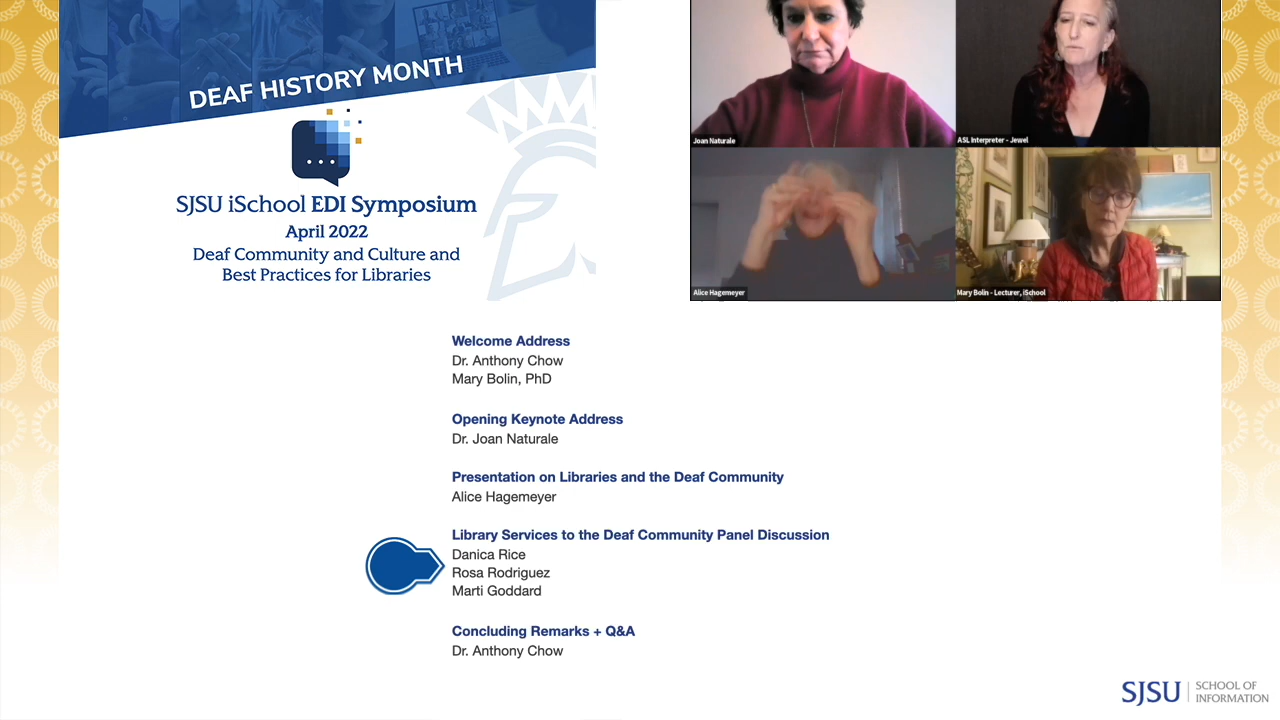 DEAF HISTORY MONTH
SJSU iSchool EDI Symposium
April 2022
Deaf Community and Culture and
Best Practices for Libraries
Joan Naturale
ASL Interpreter - Jewel
Alice Hagemeyer
Mary Bolin - Lecturer, iSchool
Welcome Address
Dr. Anthony Chow
Mary Bolin, PhD
Opening Keynote Address
Dr. Joan Naturale
Presentation on Libraries and the Deaf Community
Alice Hagemeyer
Library Services to the Deaf Community Panel Discussion
Danica Rice
Rosa Rodriguez
Marti Goddard
Concluding Remarks + Q&A
Dr. Anthony Chow
SJSU
SCHOOL OF
INFORMATION